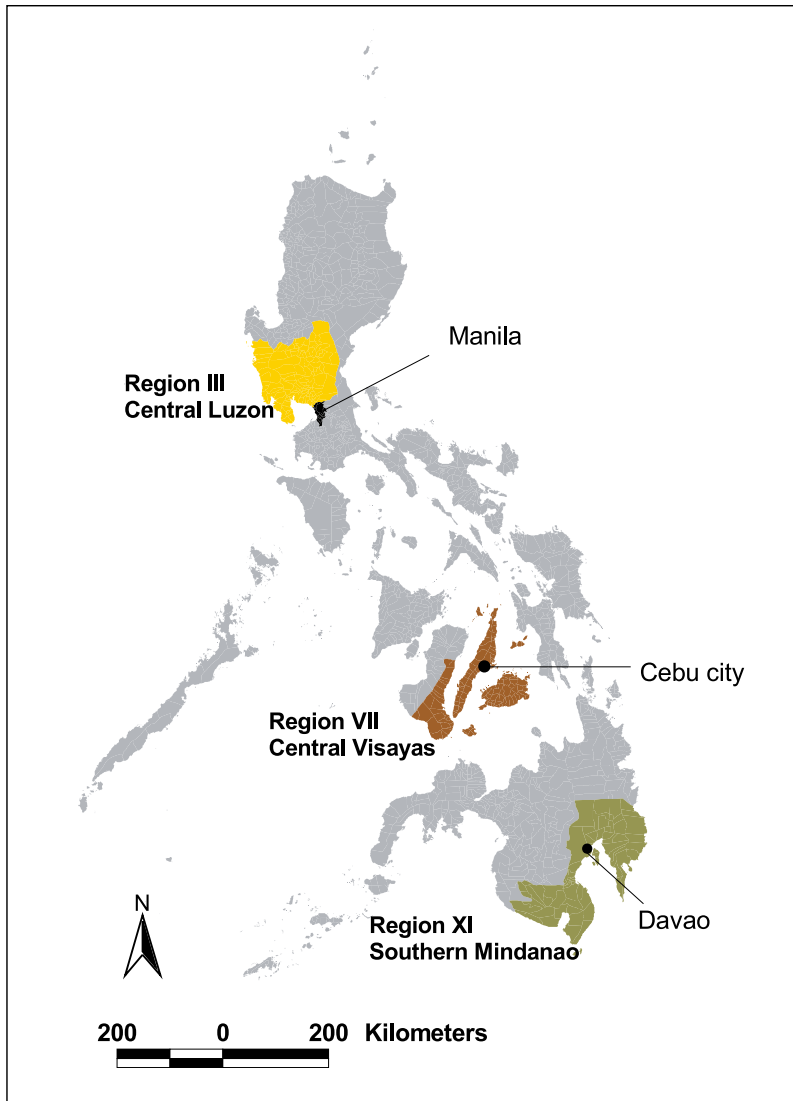 Manila
Region III
Central Luzon
Cebu city
Region VII
Central Visayas
Davao
Region XI
Southern Mindanao
N
200 0 200 Kilometers